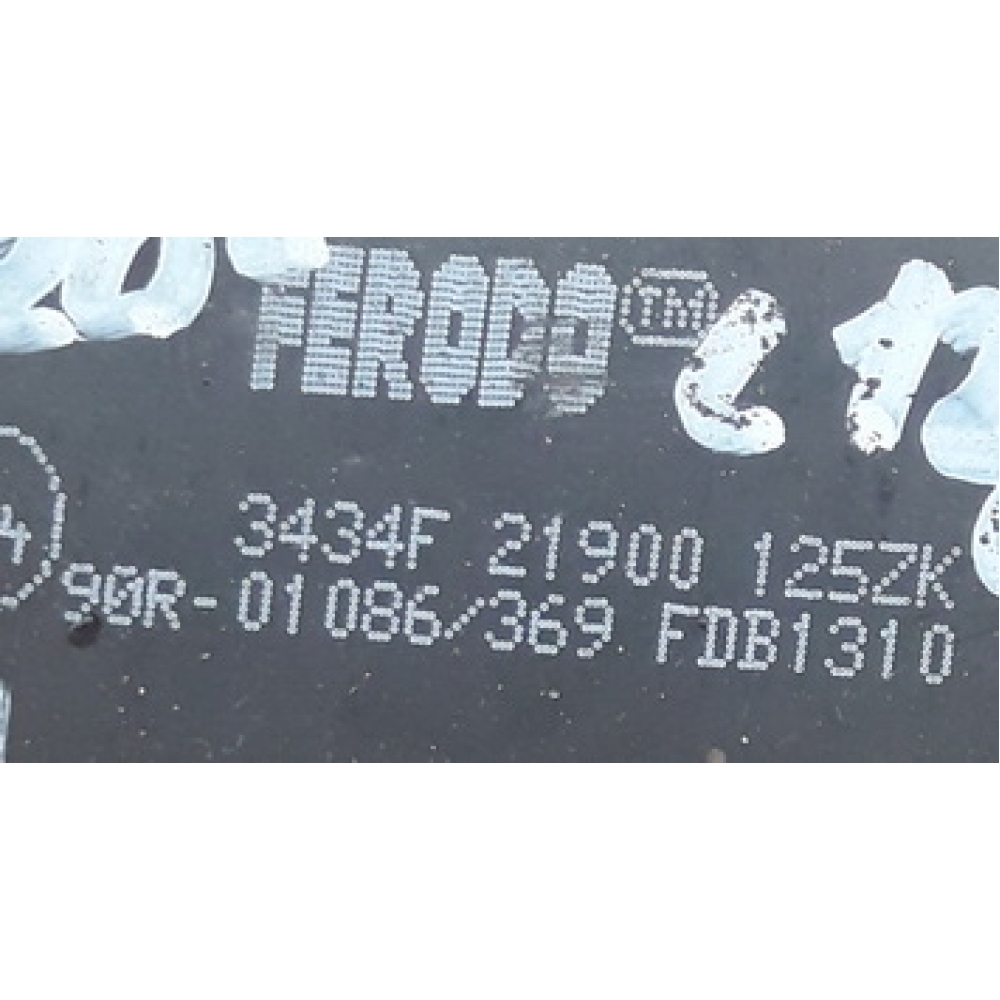 FERODO TM
3434F 21900 125ZK
90R-01086/369 FDB1310